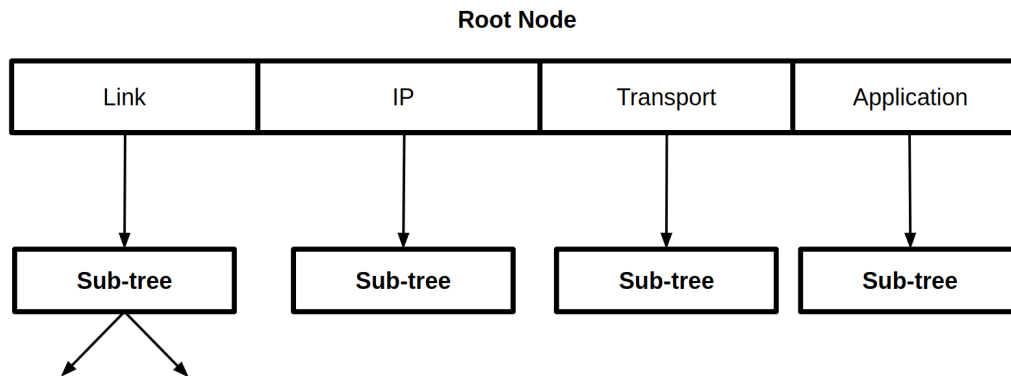 Root Node
Link IP Transport Application
Sub-tree Sub-tree Sub-tree Sub-tree